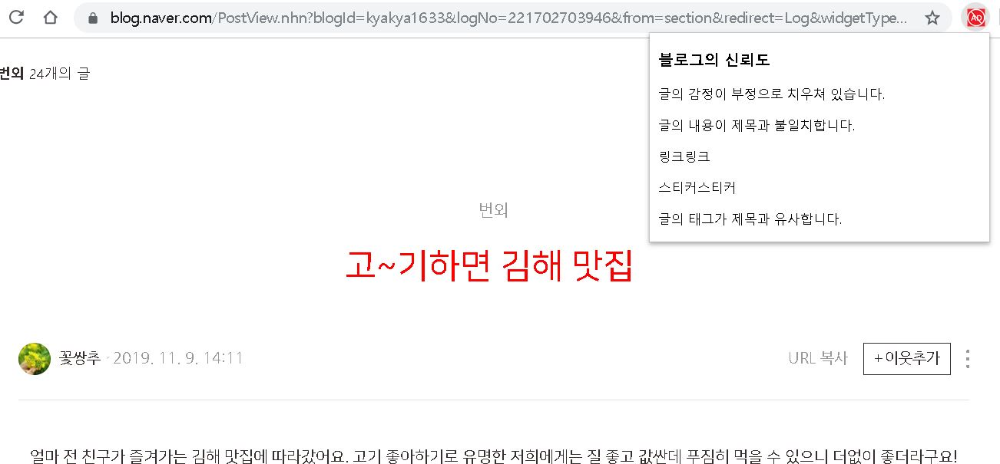 blog.naver.com/PostView.nhn?blogId=kyakya1633&logNo=221702703946&from=section&redirect=Log&widgetType...
AD
블로그의 신뢰도
글의 감정이 부정으로 치우쳐 있습니다.
글의 내용이 제목과 불일치합니다.
링크링크
스티커스티커
글의 태그가 제목과 유사합니다.
번외 24개의 글
번외
고~기하면 김해 맛집
꽃쌍추 · 2019. 11. 9. 14:11
URL 복사
+이웃추가
얼마 전 친구가 즐겨가는 김해 맛집에 따라갔어요. 고기 좋아하기로 유명한 저희에게는 질 좋고 값싼데 푸짐히 먹을 수 있으니 더없이 좋더라구요!